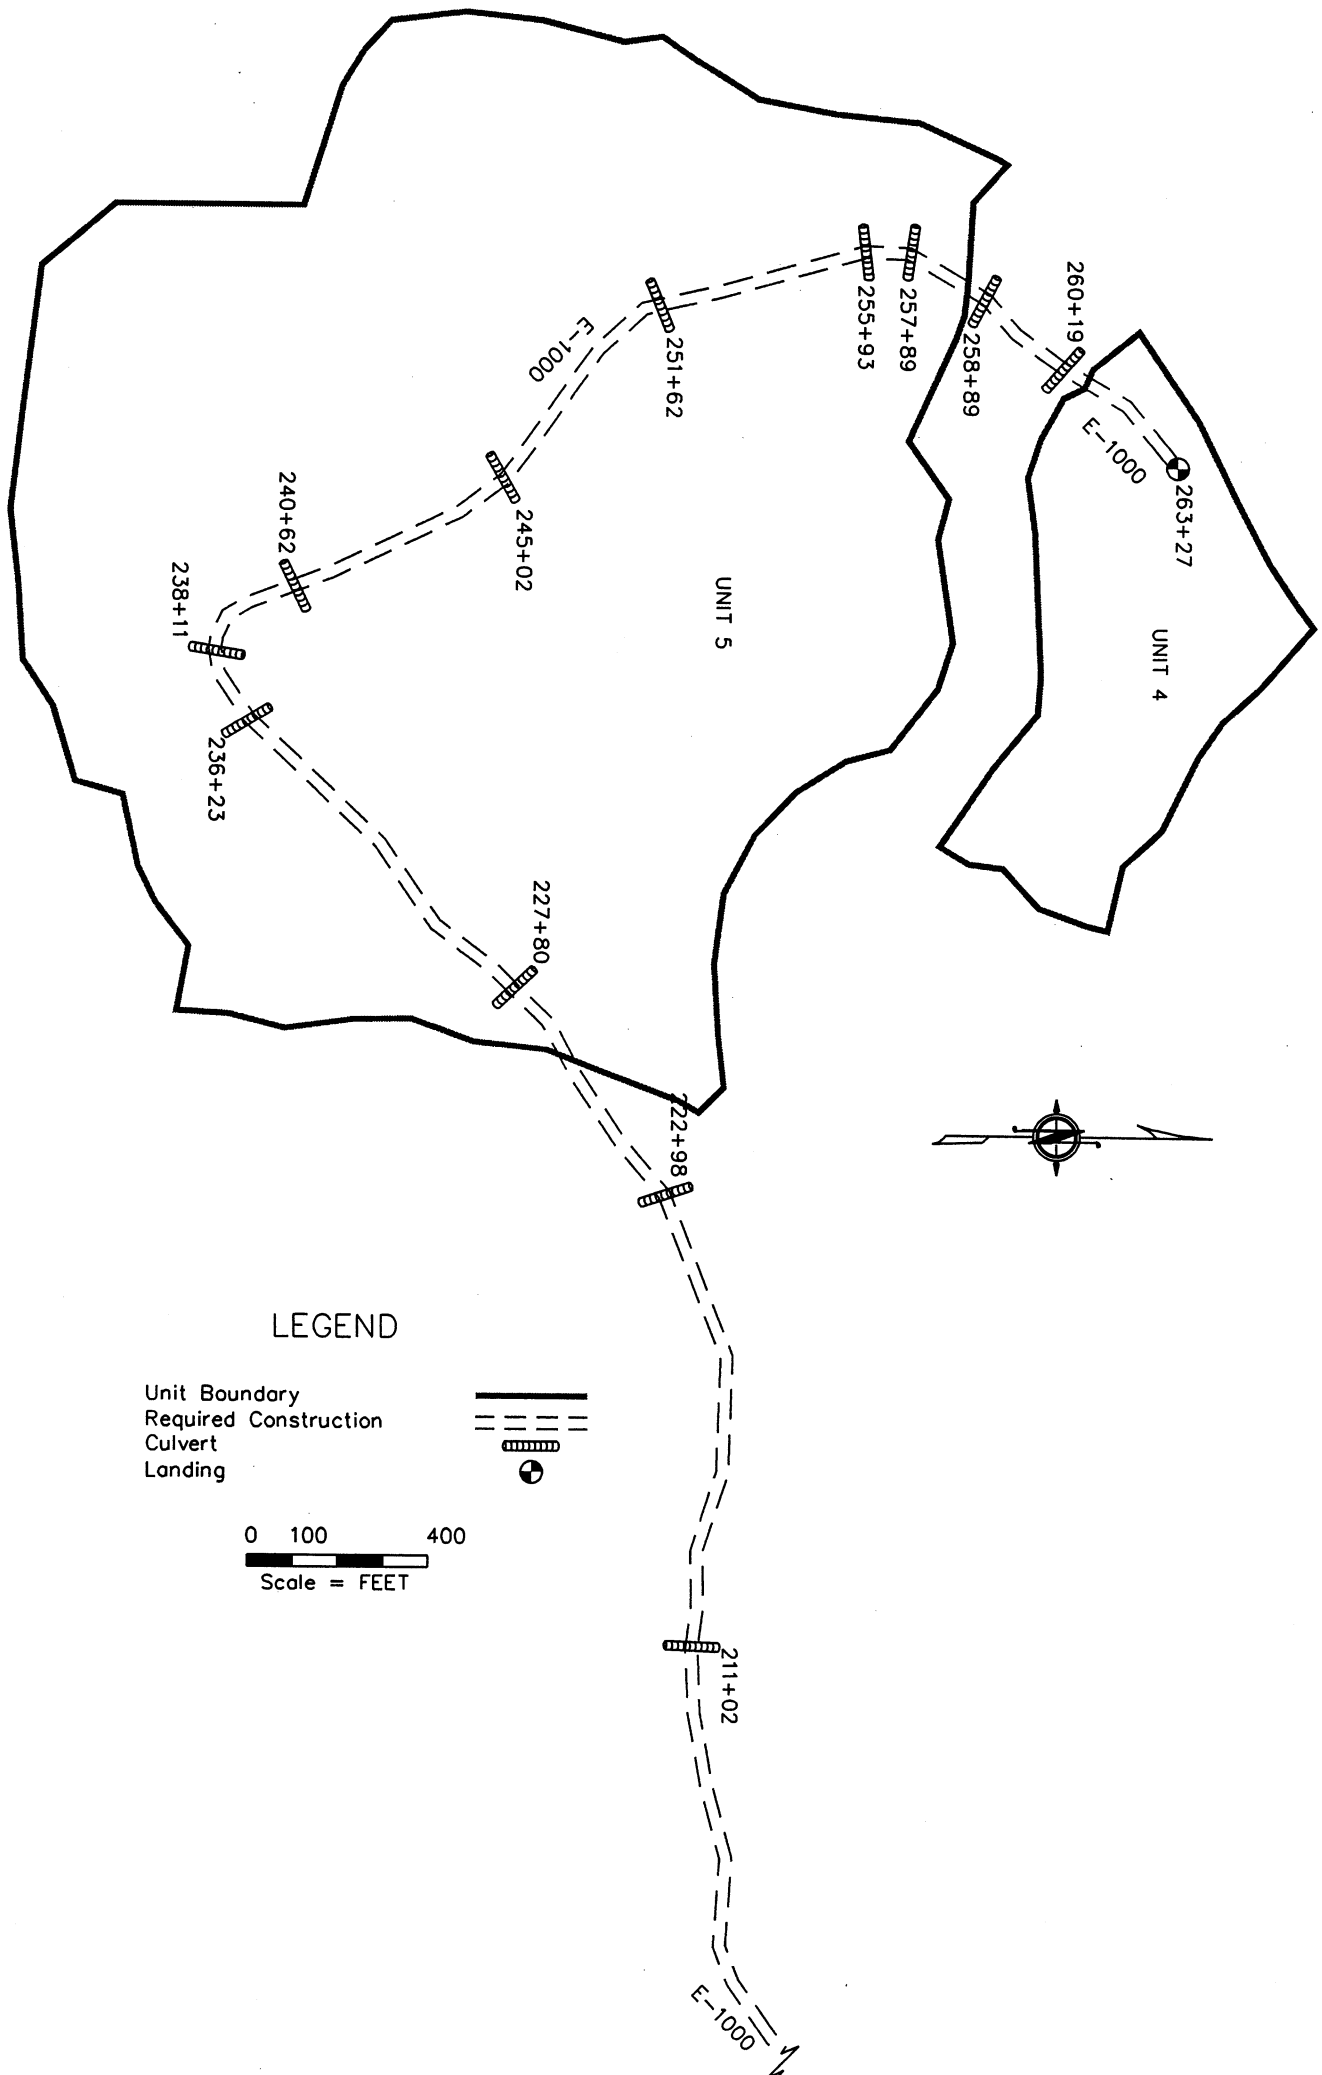 260+19
258+89
257+89
255+93
251+62
E-1000
E-1000
263+27
245+02
240+62
238+11
UNIT 5
UNIT 4
236+23
227+80
222+98
LEGEND
Unit Boundary
Required Construction
Culvert
Landing
0 100 400
Scale = FEET
211+02
E-1000